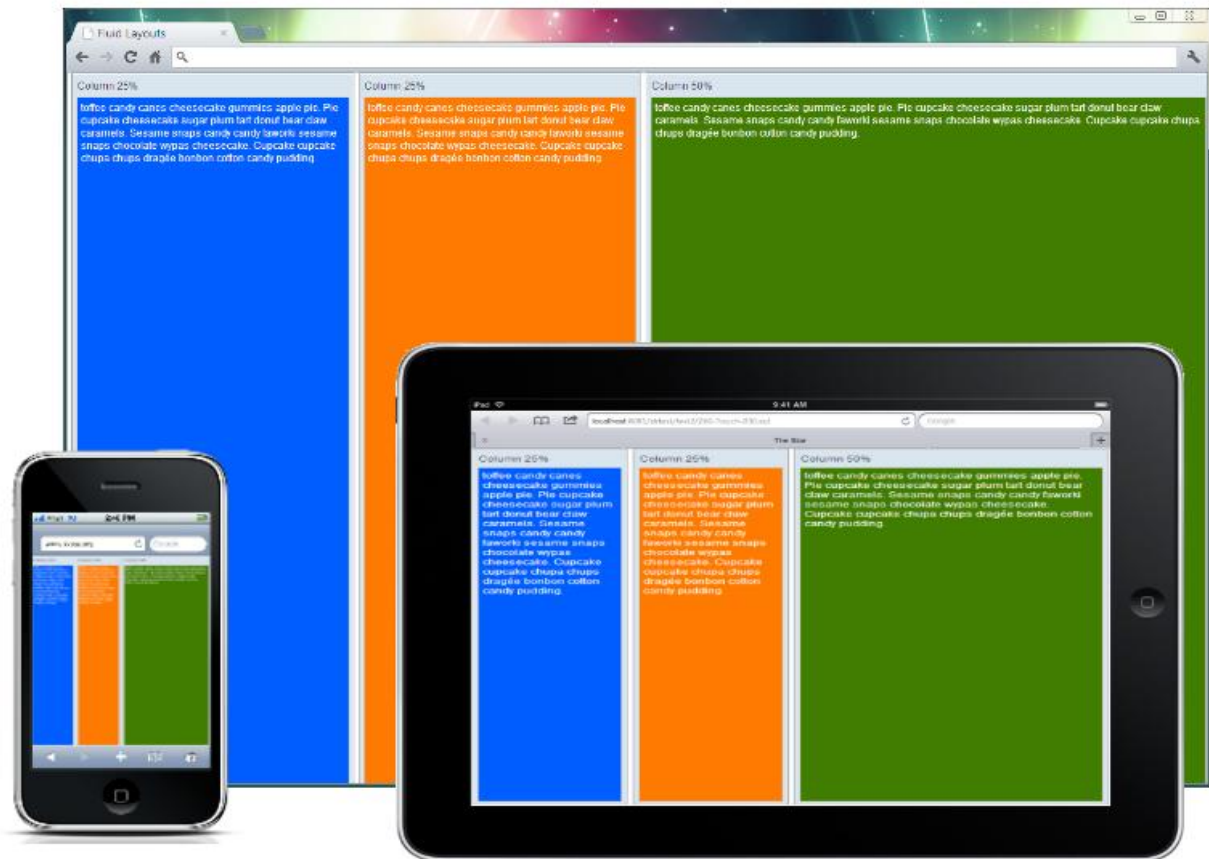 Fluid Layouts
Column 25%
toffee candy canes cheesecake gummies apple pie. Pie
cupcake cheesecake sugar plum tart donut bear claw
caramels. Sesame snaps candy candy faworki sesame
snaps chocolate wypas cheesecake. Cupcake cupcake
chupa chups dragée bonbon cotton candy pudding.
Column 25%
toffee candy canes cheesecake gummies apple pie. Pie
cupcake cheesecake sugar plum tart donut bear claw
caramels. Sesame snaps candy candy faworki sesame
snaps chocolate wypas cheesecake. Cupcake cupcake
chupa chups dragée bonbon cotton candy pudding
Column 50%
toffee candy canes cheesecake gummies apple pie. Pie cupcake cheesecake sugar plum tart donut bear claw
caramels. Sesame snaps candy candy faworki sesame snaps chocolate wypas cheesecake. Cupcake cupcake chupa
chups dragée bonbon cotton candy pudding.
iPad 9:41 AM
localhost
Google
The Star
Column 25%
toffee candy canes
cheesecake gummies
apple pie. Pie cupcake
cheesecake sugar plum
tart donut bear claw
caramels. Sesame
snaps candy candy
faworki sesame snaps
chocolate wypas
cheesecake. Cupcake
cupcake chupa chups
dragée bonbon cotton
candy pudding.
Column 25%
toffee candy canes
cheesecake gummies
apple pie. Pie cupcake
cheesecake sugar plum
tart donut bear claw
caramels. Sesame
snaps candy candy
faworki sesame snaps
chocolate wypas
cheesecake. Cupcake
cupcake chupa chups
dragée bonbon cotton
candy pudding
Column 50%
toffee candy canes cheesecake gummies apple pie.
Pie cupcake cheesecake sugar plum tart donut bear
claw caramels. Sesame snaps candy candy faworki
sesame snaps chocolate wypas cheesecake.
Cupcake cupcake chupa chups dragée bonbon cotton
candy pudding.